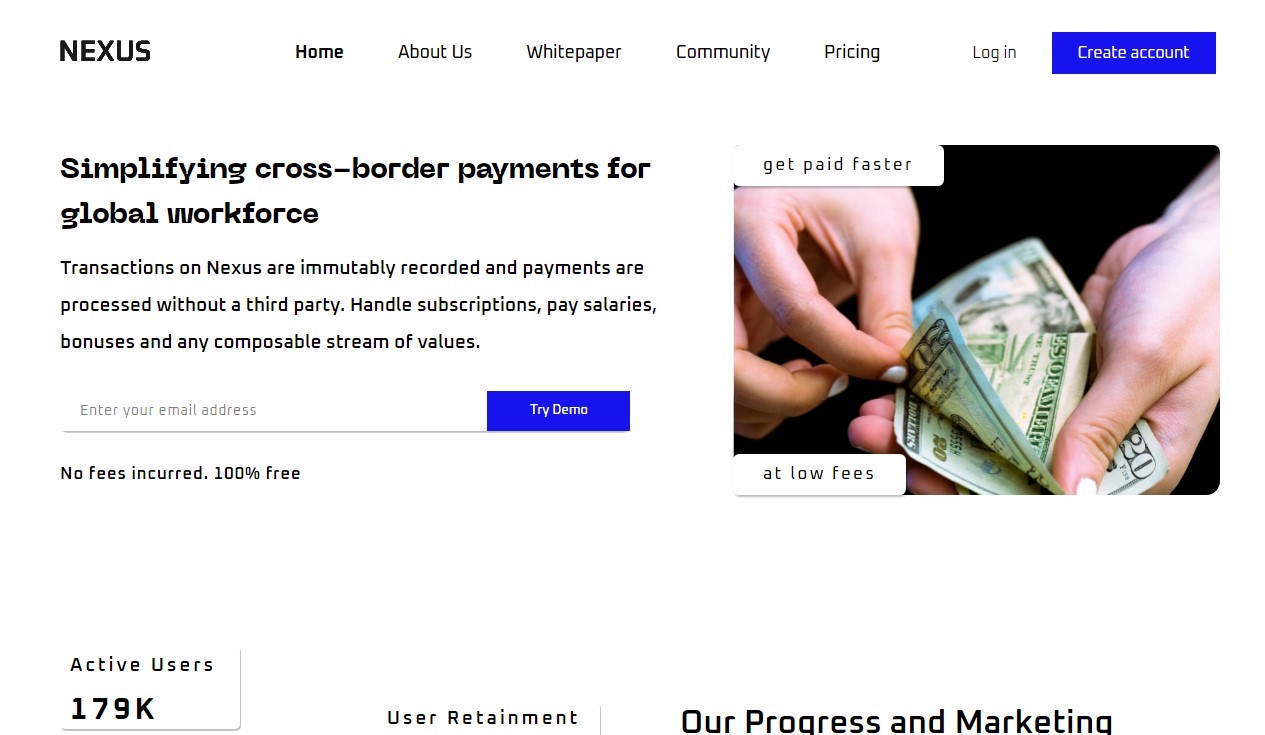 NEXUS
Home
About Us
Whitepaper
Community
Pricing
Log in
Create account
Simplifying cross-border payments for
global workforce
Transactions on Nexus are immutably recorded and payments are
processed without a third party. Handle subscriptions, pay salaries,
bonuses and any composable stream of values.
Enter your email address
Try Demo
No fees incurred. 100% free
get paid faster
at low fees
20
Active Users
179K
User Retainment
Our Progress and Marketing